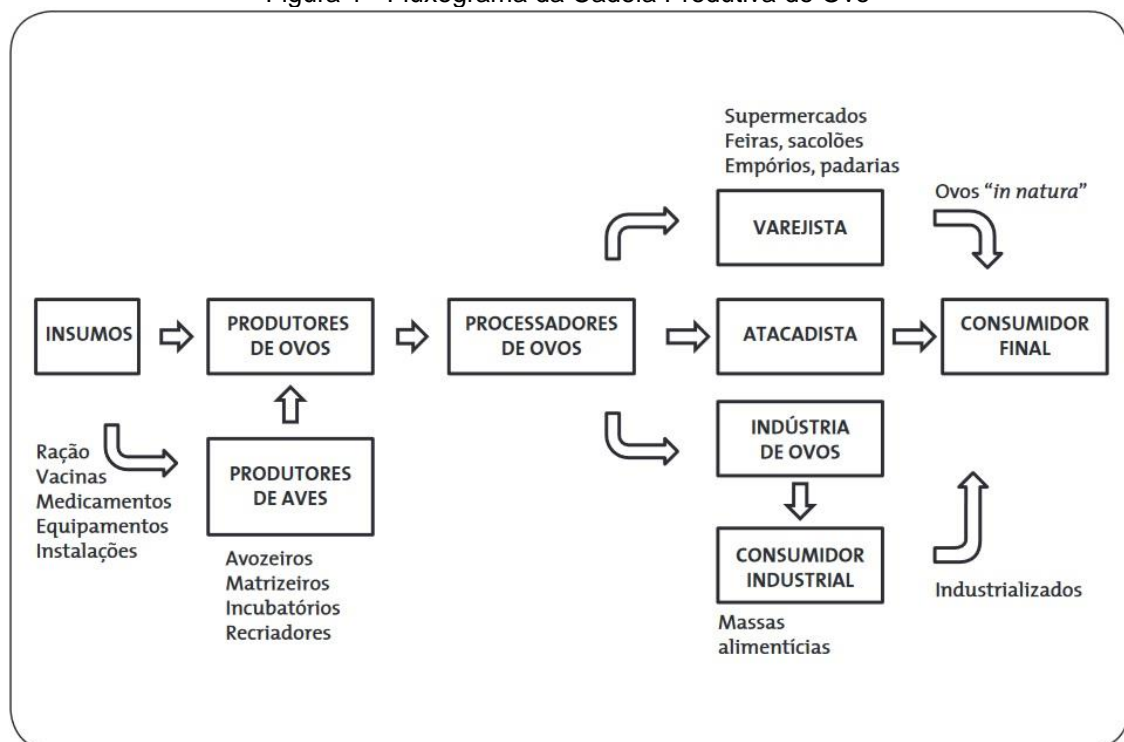 Supermercados
Feiras, sacolões
Empórios, padarias
Ovos “in natura”
VAREJISTA
INSUMOS
PRODUTORES
DE OVOS
PROCESSADORES
DE OVOS
ATACADISTA
CONSUMIDOR
FINAL
Ração
Vacinas
Medicamentos
Equipamentos
Instalações
PRODUTORES
DE AVES
Avozeiros
Matrizeiros
Incubatórios
Recriadores
INDÚSTRIA
DE OVOS
CONSUMIDOR
INDUSTRIAL
Massas
alimentícias
Industrializados